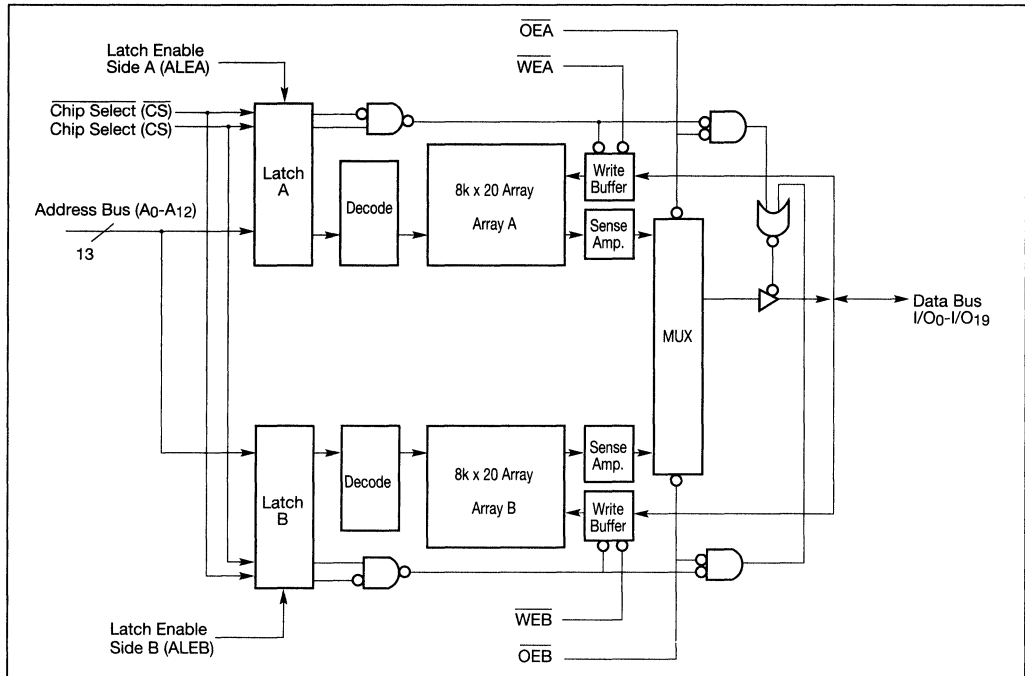 OEA
Latch Enable
Side A (ALEA)
WEA
Chip Select (CS)
Chip Select (CS)
Latch
A
Decode
8k x 20 Array
Array A
Write
Buffer
Sense
Amp.
Address Bus (A0-A12)
13
MUX
Data Bus
I/O0-I/O19
Latch
B
Decode
8k x 20 Array
Array B
Sense
Amp.
Write
Buffer
WEB
Latch Enable
Side B (ALEB)
OEB